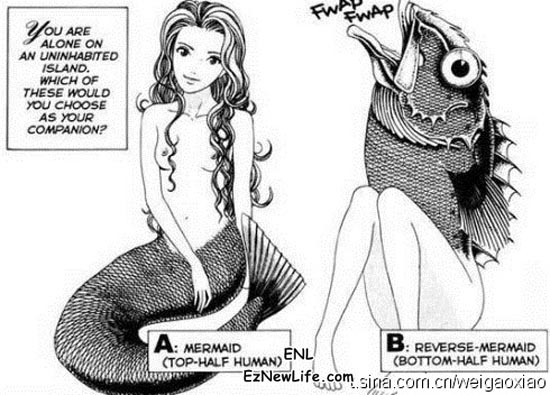 FWAP
FWAP
YOU ARE
ALONE ON
AN UNINHABITED
ISLAND.
WHICH OF
THESE WOULD
YOU CHOOSE
AS YOUR
COMPANION?
A: MERMAID
(TOP-HALF HUMAN)
B: REVERSE-MERMAID
(BOTTOM-HALF HUMAN)
ENL
EzNewLife.com
t.sina.com.cn/weigaoxiao